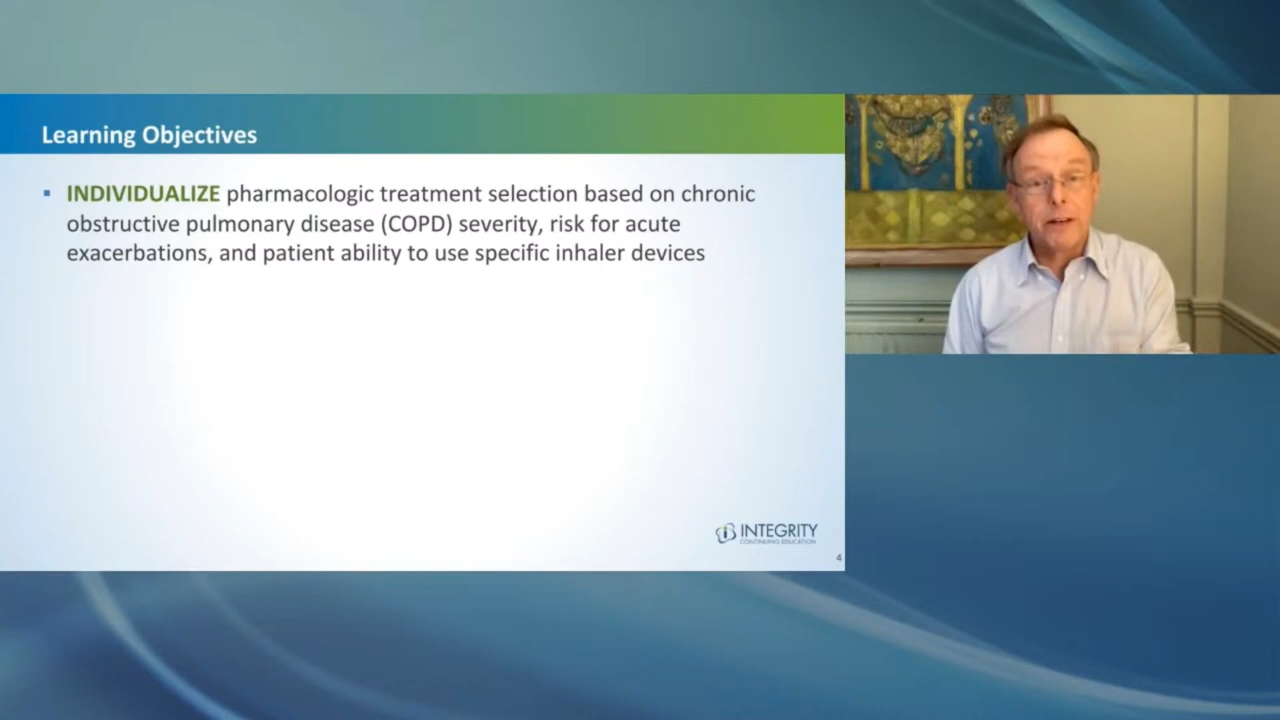 Learning Objectives
▪ INDIVIDUALIZE pharmacologic treatment selection based on chronic
obstructive pulmonary disease (COPD) severity, risk for acute
exacerbations, and patient ability to use specific inhaler devices
INTEGRITY
CONTINUING EDUCATION
4